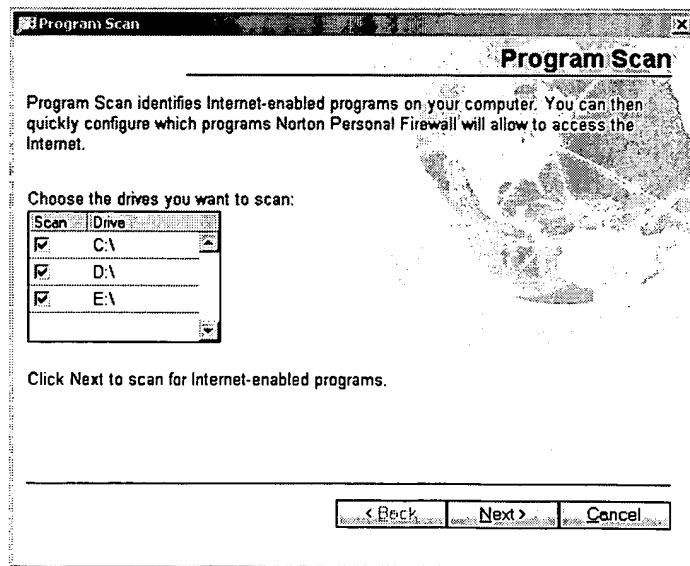 Program Scan
Program Scan
Program Scan identifies Internet-enabled programs on your computer. You can then
quickly configure which programs Norton Personal Firewall will allow to access the
Internet.
Choose the drives you want to scan:
Scan Drive
C:\
D:\
E:\
Click Next to scan for Internet-enabled programs.
< Back Next > Cancel